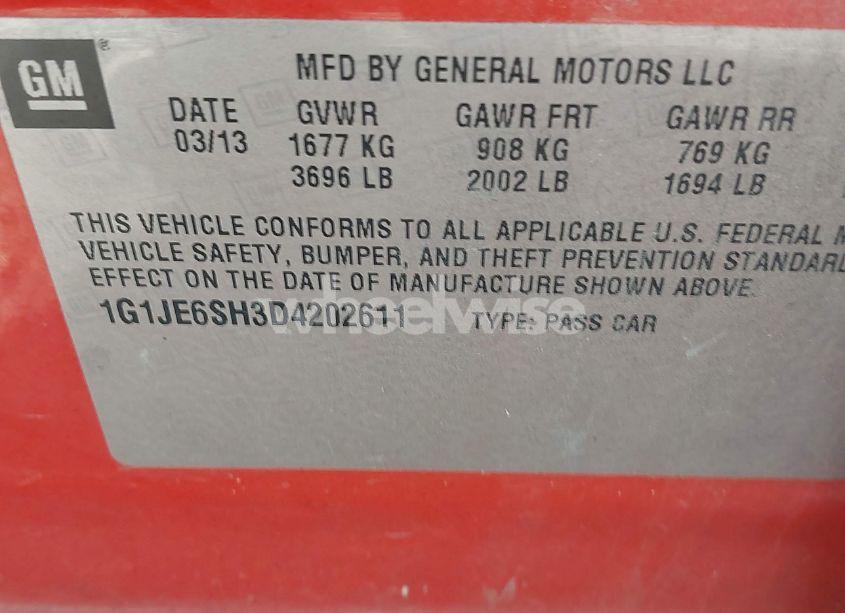 GM®
MFD BY GENERAL MOTORS LLC
DATE GVWR GAWR FRT GAWR RR
03/13 1677 KG 908 KG 769 KG
3696 LB 2002 LB 1694 LB
THIS VEHICLE CONFORMS TO ALL APPLICABLE U.S. FEDERAL M
VEHICLE SAFETY, BUMPER, AND THEFT PREVENTION STANDARD
EFFECT ON THE DATE OF MANUFACTURE SHOWN ABOVE.
1G1JE6SH3D4202611 TYPE: PASS CAR
wheelwise